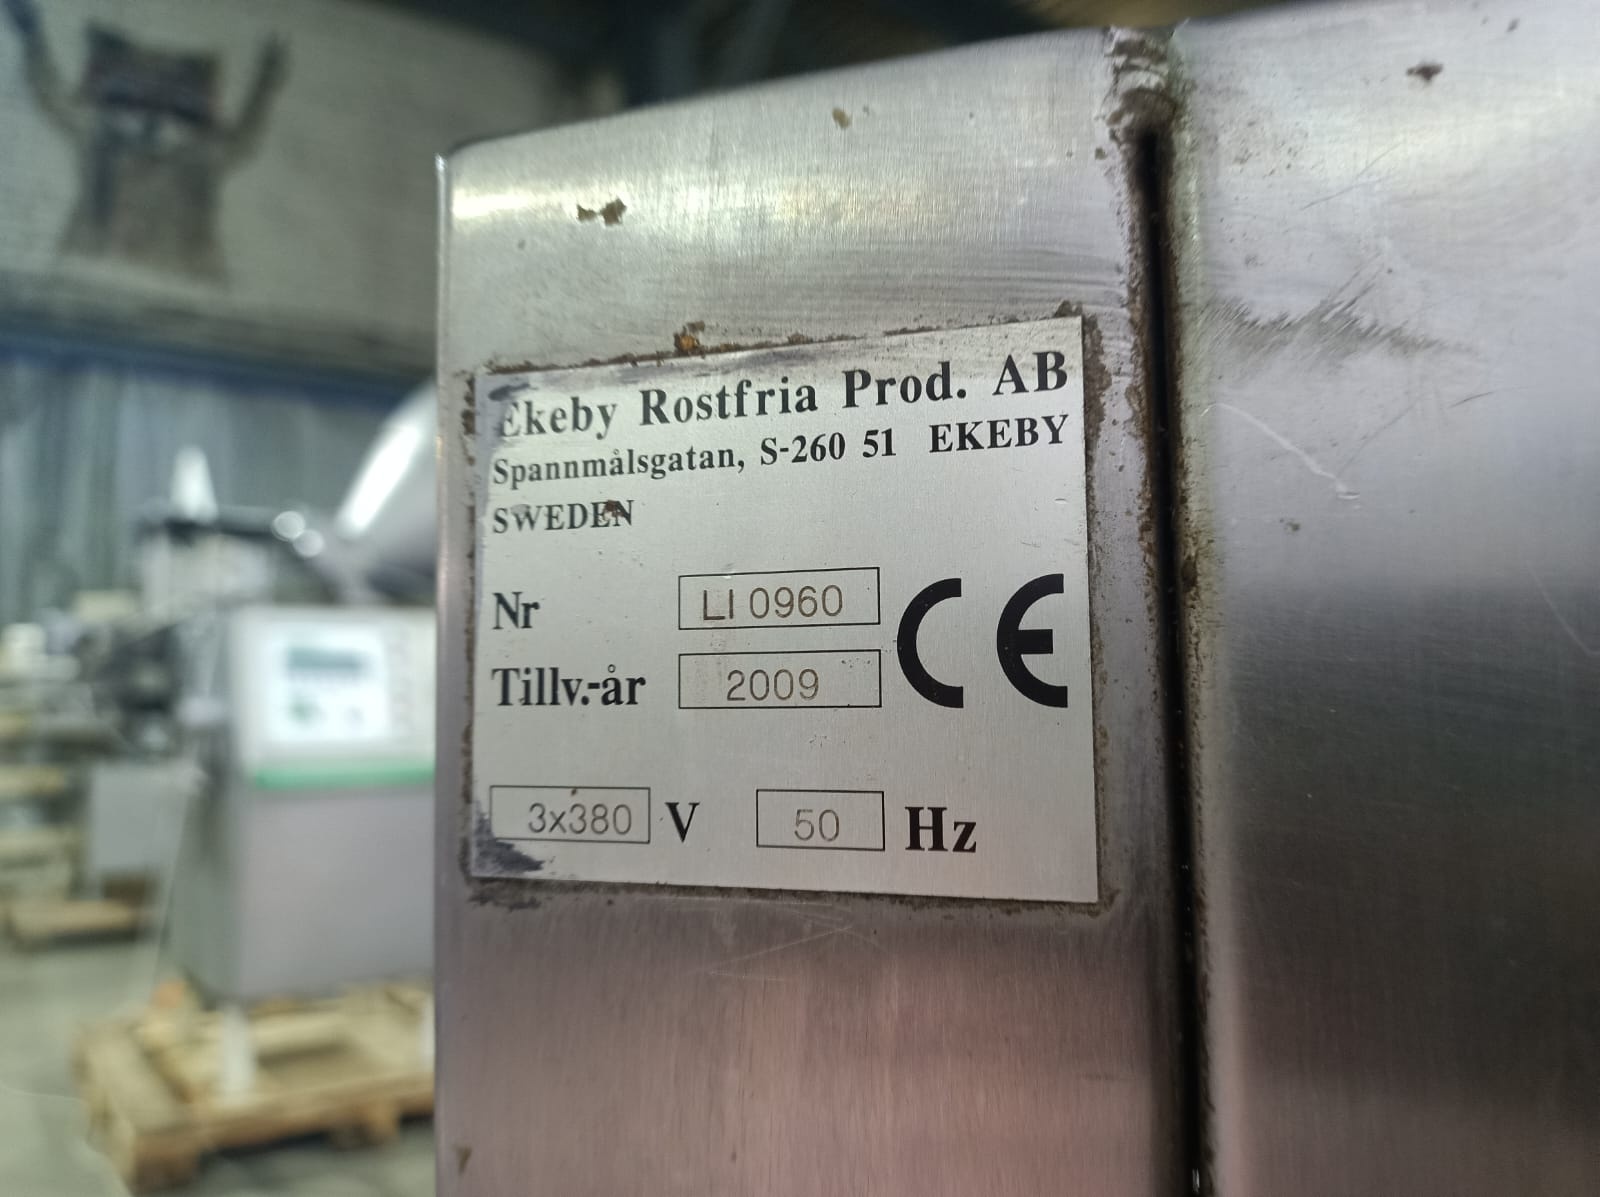 Ekeby Rostfria Prod. AB
Spannmålsgatan, S-260 51 EKEBY
SWEDEN
Nr LI 0960
CE
Tillv.-år 2009
3x380 V 50 Hz